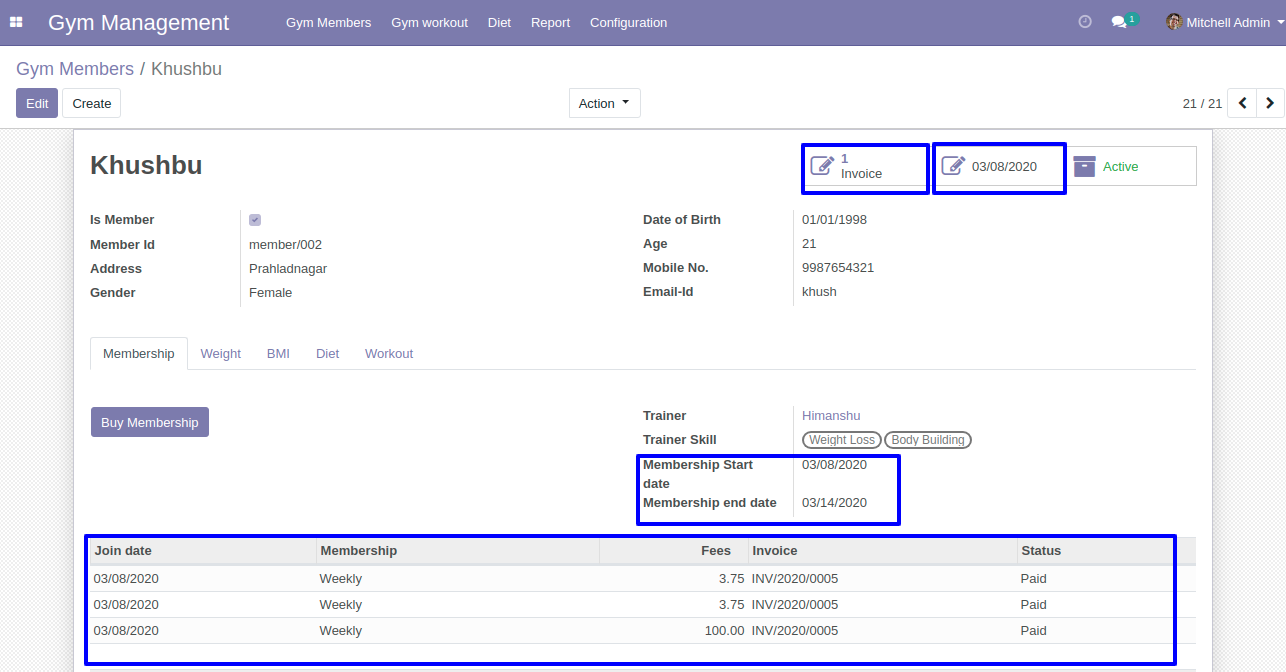 Gym Management Gym Members Gym workout Diet Report Configuration 1 Mitchell Admin
Gym Members / Khushbu
Edit Create Action 21 / 21
Khushbu
1
Invoice
03/08/2020
Active
Is Member
Member Id member/002
Address Prahladnagar
Gender Female
Date of Birth 01/01/1998
Age 21
Mobile No. 9987654321
Email-Id khush
Membership Weight BMI Diet Workout
Buy Membership
Trainer Himanshu
Trainer Skill Weight Loss Body Building
Membership Start 03/08/2020
date
Membership end date 03/14/2020
Join date Membership Fees Invoice Status
03/08/2020 Weekly 3.75 INV/2020/0005 Paid
03/08/2020 Weekly 3.75 INV/2020/0005 Paid
03/08/2020 Weekly 100.00 INV/2020/0005 Paid